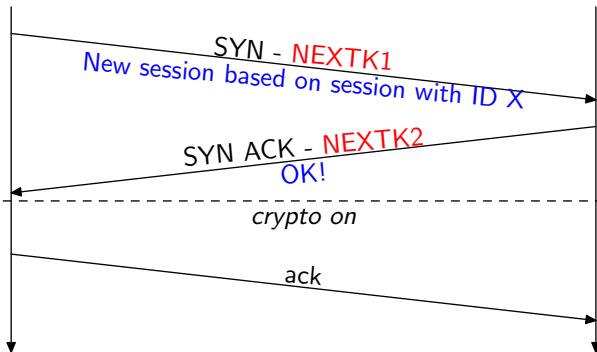 SYN - NEXTK1
New session based on session with ID X
SYN ACK - NEXTK2
OK!
crypto on
ack